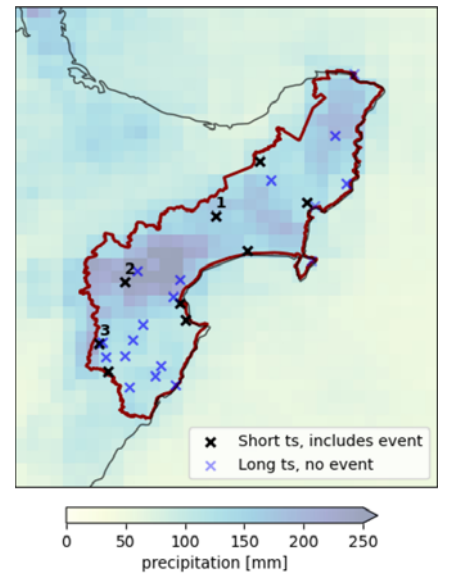 1
2
3
Short ts, includes event
Long ts, no event
0 50 100 150 200 250
precipitation [mm]